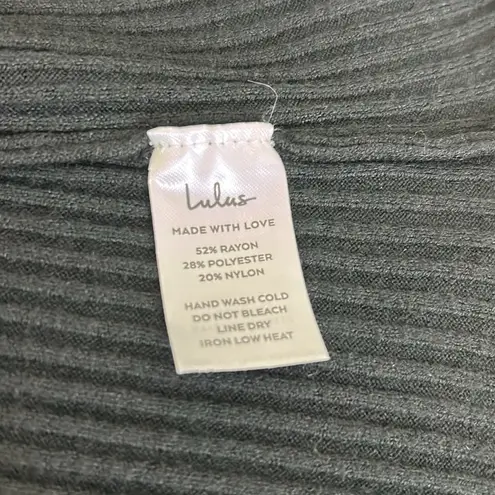 Lulus
MADE WITH LOVE
52% RAYON
28% POLYESTER
20% NYLON
HAND WASH COLD
DO NOT BLEACH
LINE DRY
IRON LOW HEAT